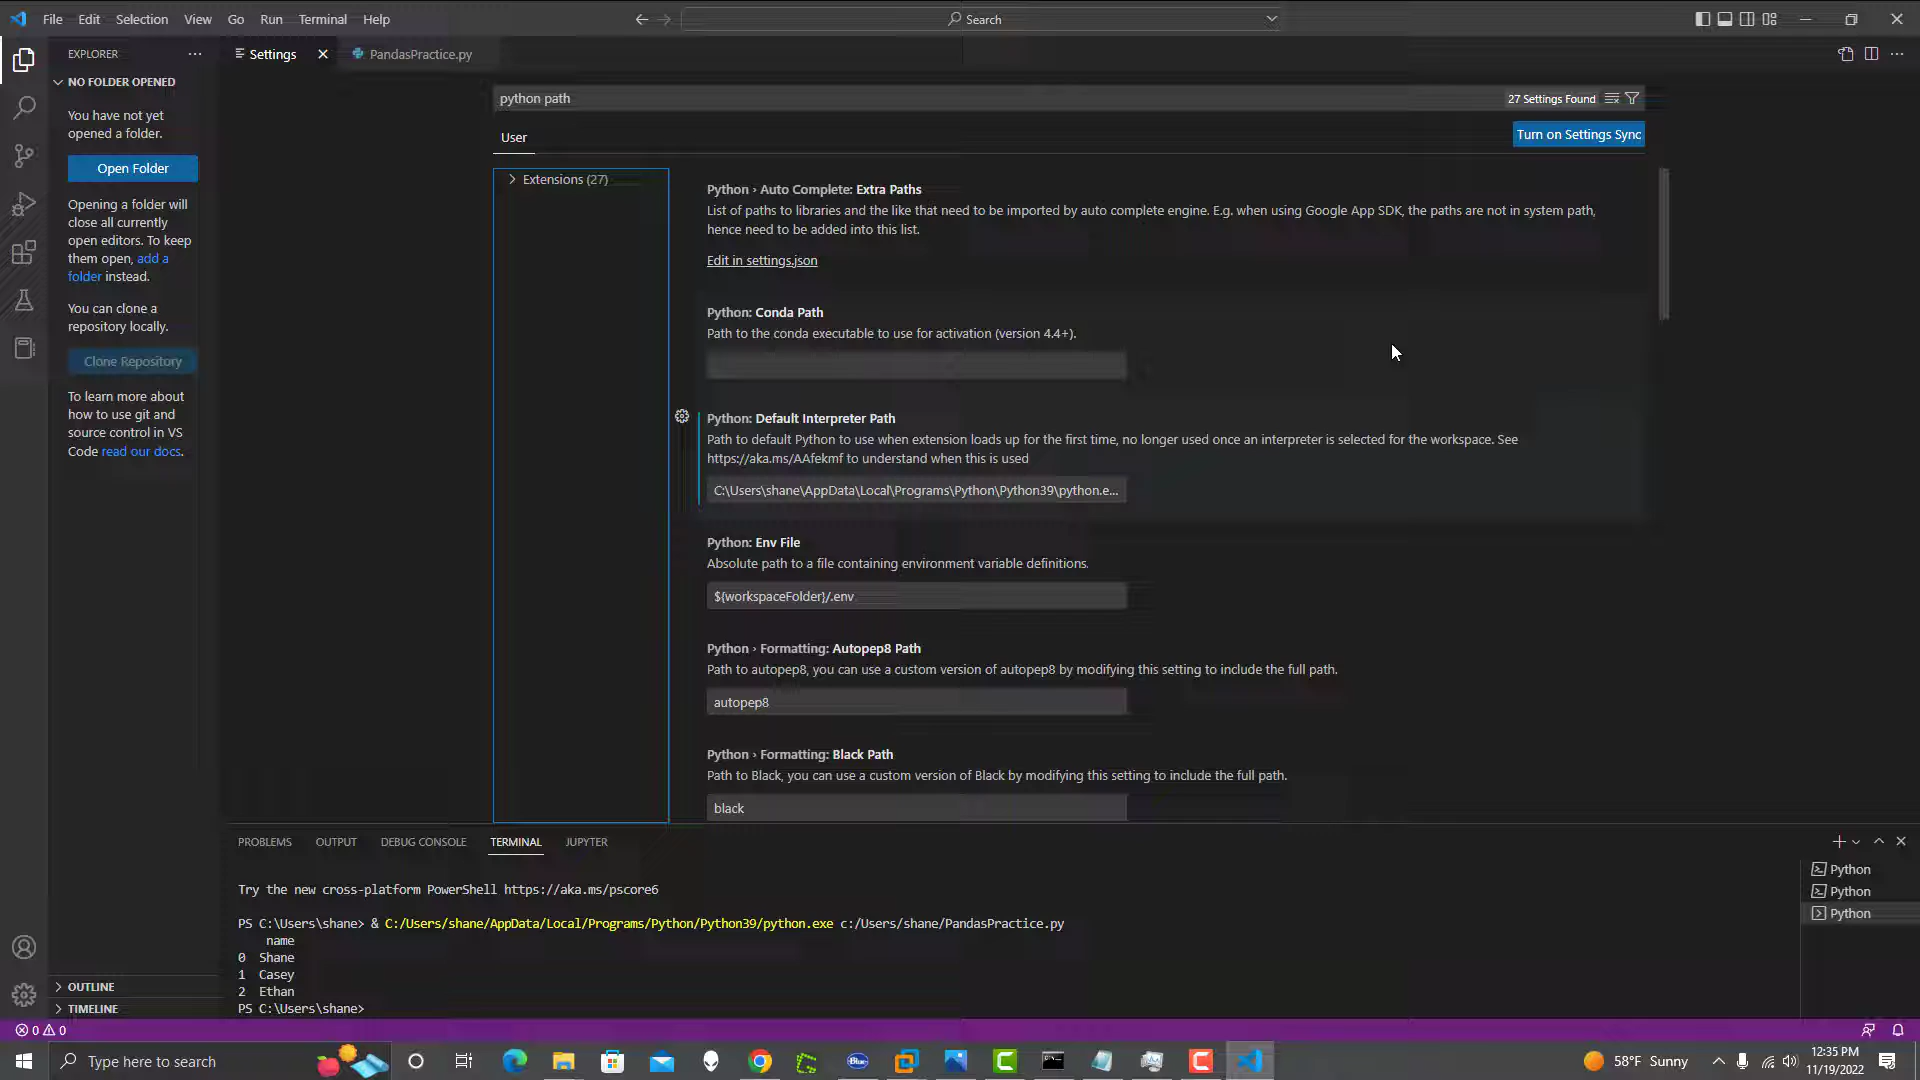 File Edit Selection View Go Run Terminal Help
Search
EXPLORER
Settings
PandasPractice.py
NO FOLDER OPENED
You have not yet
opened a folder.
Open Folder
Opening a folder will
close all currently
open editors. To keep
them open, add a
folder instead.
You can clone a
repository locally.
Clone Repository
To learn more about
how to use git and
source control in VS
Code read our docs.
OUTLINE
TIMELINE
python path
27 Settings Found
User
Turn on Settings Sync
Extensions (27)
Python › Auto Complete: Extra Paths
List of paths to libraries and the like that need to be imported by auto complete engine. E.g. when using Google App SDK, the paths are not in system path,
hence need to be added into this list.
Edit in settings.json
Python: Conda Path
Path to the conda executable to use for activation (version 4.4+).
Python: Default Interpreter Path
Path to default Python to use when extension loads up for the first time, no longer used once an interpreter is selected for the workspace. See
https://aka.ms/AAfekmf to understand when this is used
C:\Users\shane\AppData\Local\Programs\Python\Python39\python.e...
Python: Env File
Absolute path to a file containing environment variable definitions.
${workspaceFolder}/.env
Python › Formatting: Autopep8 Path
Path to autopep8, you can use a custom version of autopep8 by modifying this setting to include the full path.
autopep8
Python › Formatting: Black Path
Path to Black, you can use a custom version of Black by modifying this setting to include the full path.
black
PROBLEMS OUTPUT DEBUG CONSOLE TERMINAL JUPYTER
Try the new cross-platform PowerShell https://aka.ms/pscore6
PS C:\Users\shane> & C:/Users/shane/AppData/Local/Programs/Python/Python39/python.exe c:/Users/shane/PandasPractice.py
name
0 Shane
1 Casey
2 Ethan
PS C:\Users\shane>
Python
Python
Python
0 0
Type here to search
Blue
58°F Sunny
12:35 PM
11/19/2022